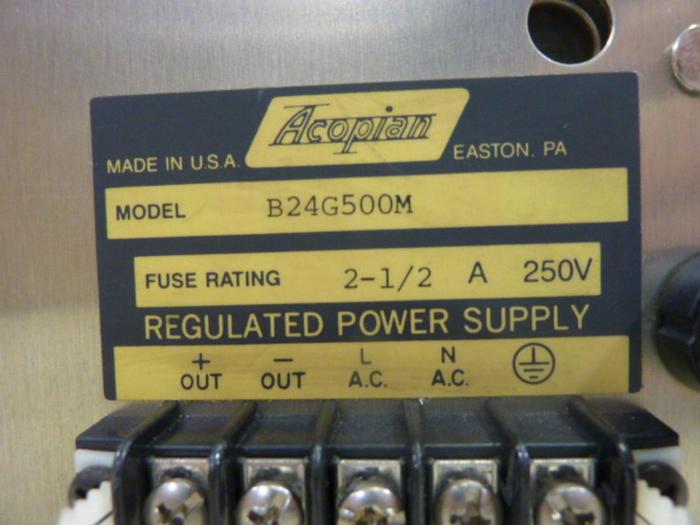 Acopian
MADE IN U.S.A. EASTON, PA
MODEL B24G500M
FUSE RATING 2-1/2 A 250V
REGULATED POWER SUPPLY
+ − L N
OUT OUT A.C. A.C.